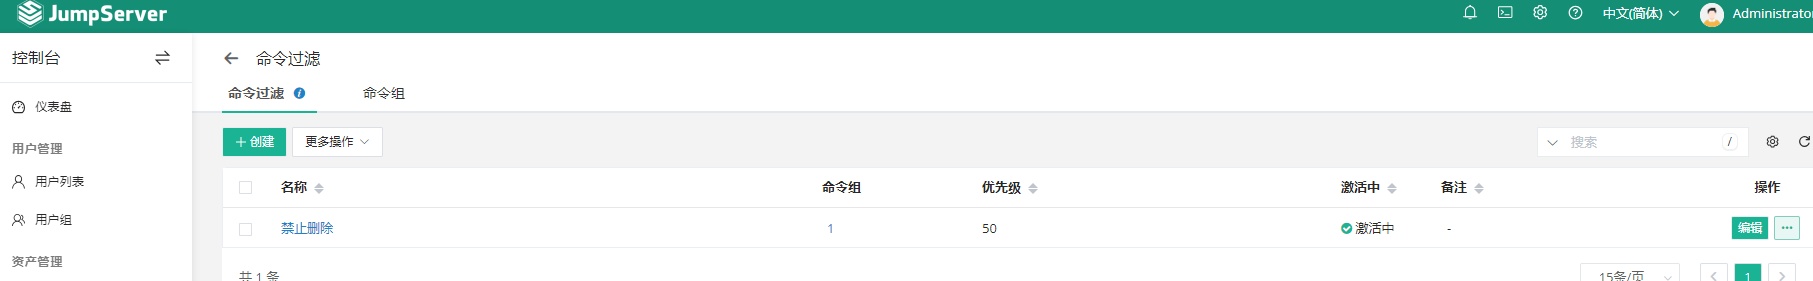 JumpServer
中文(简体)
Administrator
控制台
命令过滤
命令过滤
命令组
仪表盘
创建
更多操作
搜索
/
用户管理
用户列表
用户组
资产管理
名称
命令组
优先级
激活中
备注
操作
禁止删除
1
50
激活中
-
编辑
共 1 条
15条/页
1